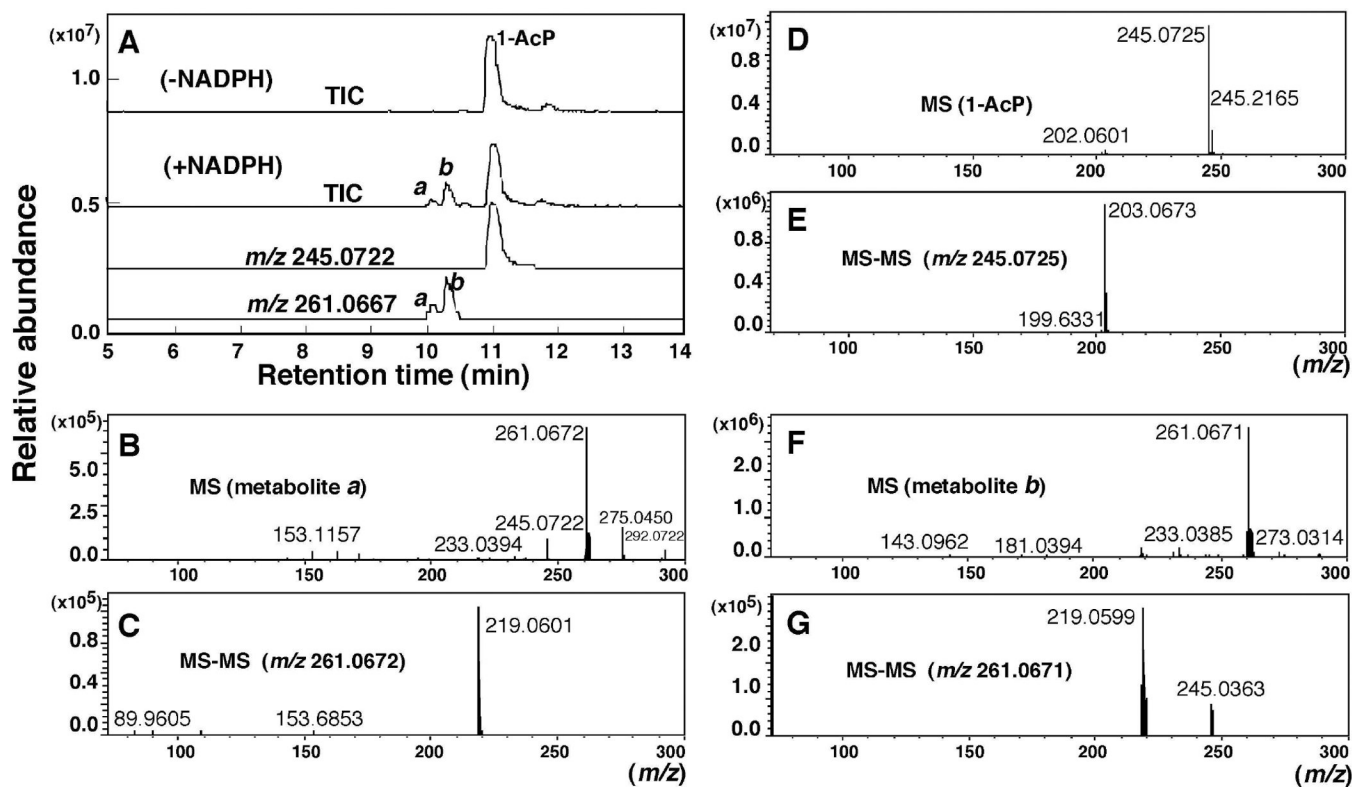 Relative abundance
(x10⁷)
A
1-AcP
1.0
(-NADPH)
TIC
(+NADPH)
TIC
a
b
0.5
m/z 245.0722
m/z 261.0667
a
b
0.0
5 6 7 8 9 10 11 12 13 14
Retention time (min)
(x10⁵)
B
261.0672
5.0
MS (metabolite a)
2.5
153.1157
233.0394
245.0722
275.0450
292.0722
0.0
100 150 200 250 300
(x10⁵)
C
219.0601
0.8
MS-MS (m/z 261.0672)
0.4
89.9605
153.6853
0.0
100 150 200 250 300
(m/z)
(x10⁷)
D
245.0725
0.8
MS (1-AcP)
0.4
245.2165
202.0601
0.0
100 150 200 250 300
(x10⁶)
E
203.0673
0.8
MS-MS (m/z 245.0725)
0.4
199.6331
0.0
100 150 200 250 300
(m/z)
(x10⁶)
F
261.0671
2.0
MS (metabolite b)
1.0
143.0962
181.0394
233.0385
273.0314
0.0
100 150 200 250 300
(x10⁵)
G
219.0599
2.0
MS-MS (m/z 261.0671)
1.0
245.0363
0.0
100 150 200 250 300
(m/z)